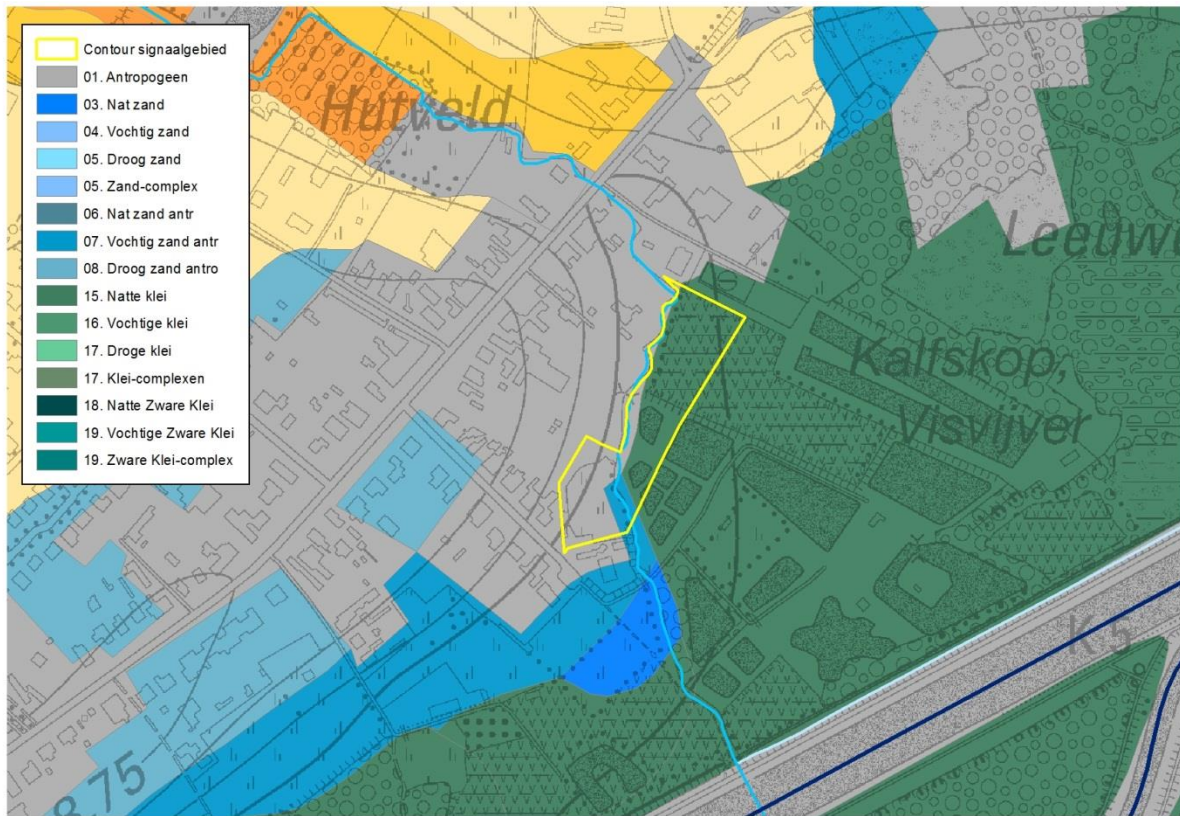 Contour signaalgebied
01. Antropogeen
03. Nat zand
04. Vochtig zand
05. Droog zand
05. Zand-complex
06. Nat zand antr
07. Vochtig zand antr
08. Droog zand antro
15. Natte klei
16. Vochtige klei
17. Droge klei
17. Klei-complexen
18. Natte Zware Klei
19. Vochtige Zware Klei
19. Zware Klei-complex
Hutveld
Leeuwe
Kalfskop,
Visvijver
K 5
8.75